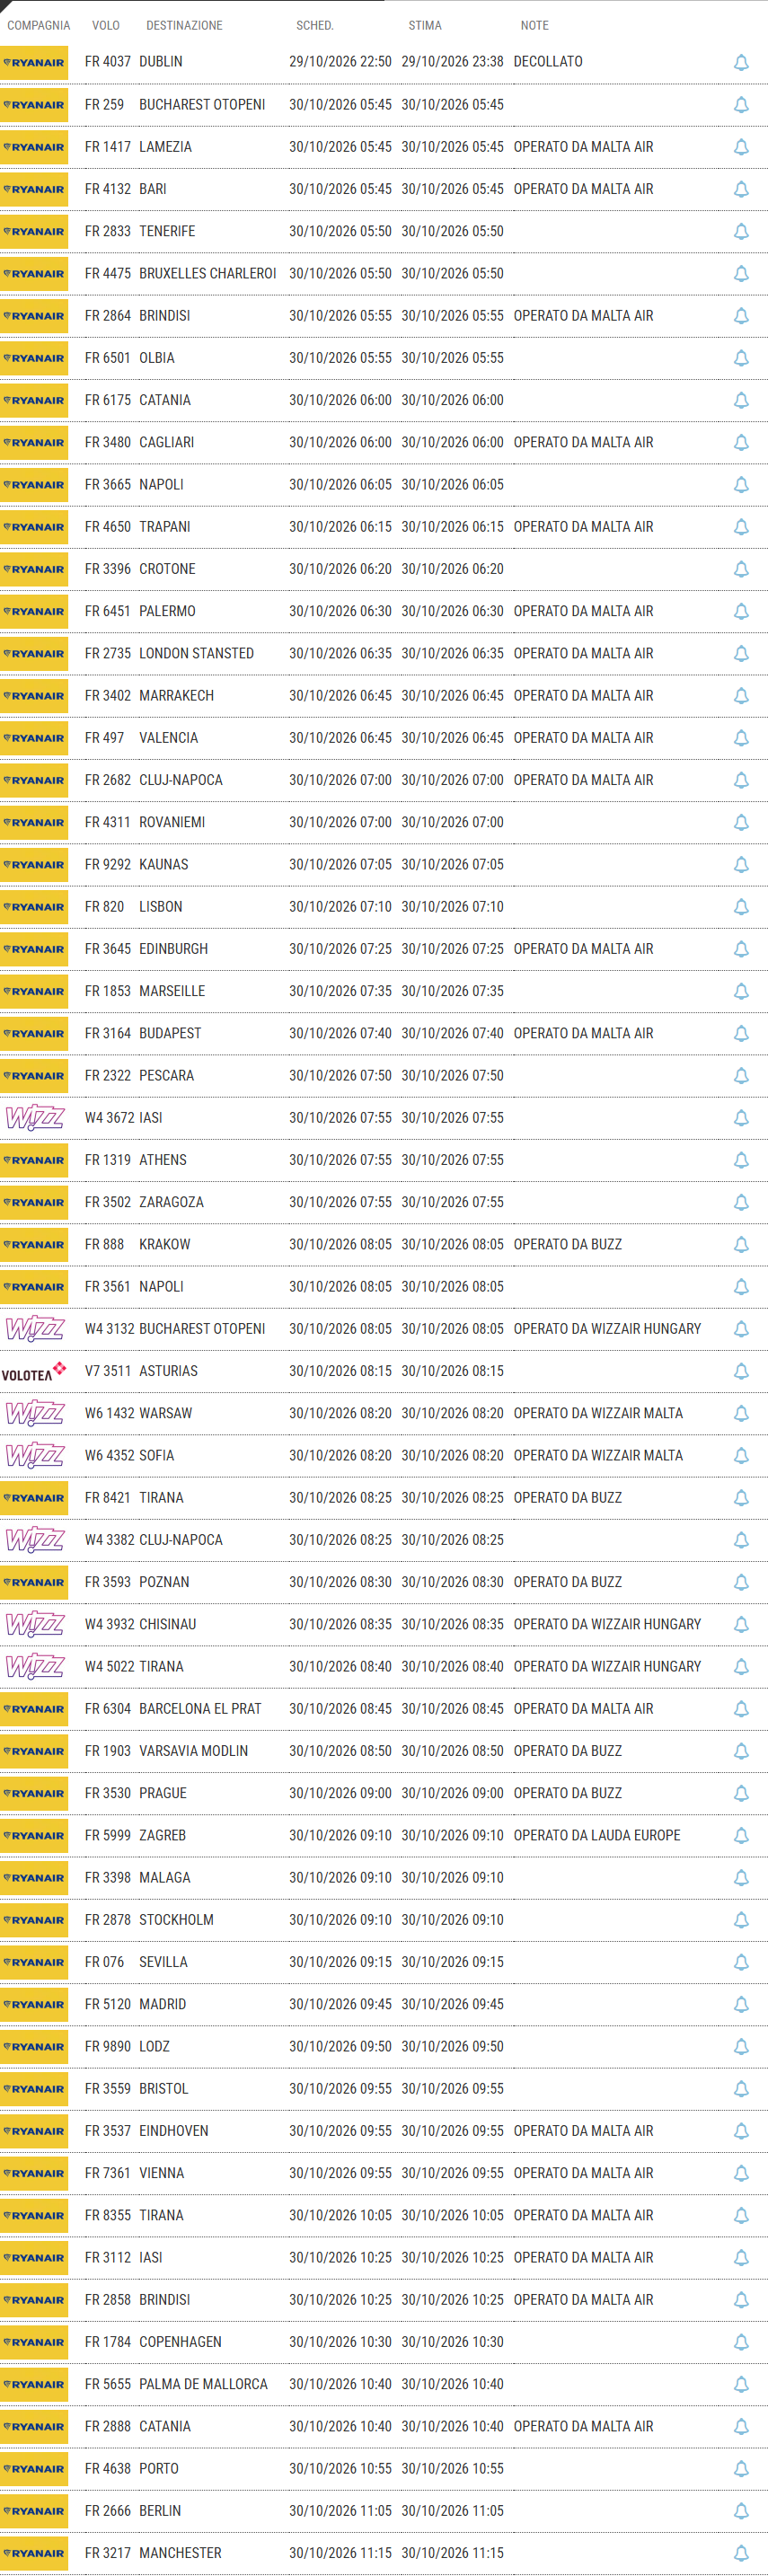 COMPAGNIA VOLO DESTINAZIONE SCHED. STIMA NOTE
RYANAIR FR 4037 DUBLIN 29/10/2026 22:50 29/10/2026 23:38 DECOLLATO
RYANAIR FR 259 BUCHAREST OTOPENI 30/10/2026 05:45 30/10/2026 05:45
RYANAIR FR 1417 LAMEZIA 30/10/2026 05:45 30/10/2026 05:45 OPERATO DA MALTA AIR
RYANAIR FR 4132 BARI 30/10/2026 05:45 30/10/2026 05:45 OPERATO DA MALTA AIR
RYANAIR FR 2833 TENERIFE 30/10/2026 05:50 30/10/2026 05:50
RYANAIR FR 4475 BRUXELLES CHARLEROI 30/10/2026 05:50 30/10/2026 05:50
RYANAIR FR 2864 BRINDISI 30/10/2026 05:55 30/10/2026 05:55 OPERATO DA MALTA AIR
RYANAIR FR 6501 OLBIA 30/10/2026 05:55 30/10/2026 05:55
RYANAIR FR 6175 CATANIA 30/10/2026 06:00 30/10/2026 06:00
RYANAIR FR 3480 CAGLIARI 30/10/2026 06:00 30/10/2026 06:00 OPERATO DA MALTA AIR
RYANAIR FR 3665 NAPOLI 30/10/2026 06:05 30/10/2026 06:05
RYANAIR FR 4650 TRAPANI 30/10/2026 06:15 30/10/2026 06:15 OPERATO DA MALTA AIR
RYANAIR FR 3396 CROTONE 30/10/2026 06:20 30/10/2026 06:20
RYANAIR FR 6451 PALERMO 30/10/2026 06:30 30/10/2026 06:30 OPERATO DA MALTA AIR
RYANAIR FR 2735 LONDON STANSTED 30/10/2026 06:35 30/10/2026 06:35 OPERATO DA MALTA AIR
RYANAIR FR 3402 MARRAKECH 30/10/2026 06:45 30/10/2026 06:45 OPERATO DA MALTA AIR
RYANAIR FR 497 VALENCIA 30/10/2026 06:45 30/10/2026 06:45 OPERATO DA MALTA AIR
RYANAIR FR 2682 CLUJ-NAPOCA 30/10/2026 07:00 30/10/2026 07:00 OPERATO DA MALTA AIR
RYANAIR FR 4311 ROVANIEMI 30/10/2026 07:00 30/10/2026 07:00
RYANAIR FR 9292 KAUNAS 30/10/2026 07:05 30/10/2026 07:05
RYANAIR FR 820 LISBON 30/10/2026 07:10 30/10/2026 07:10
RYANAIR FR 3645 EDINBURGH 30/10/2026 07:25 30/10/2026 07:25 OPERATO DA MALTA AIR
RYANAIR FR 1853 MARSEILLE 30/10/2026 07:35 30/10/2026 07:35
RYANAIR FR 3164 BUDAPEST 30/10/2026 07:40 30/10/2026 07:40 OPERATO DA MALTA AIR
RYANAIR FR 2322 PESCARA 30/10/2026 07:50 30/10/2026 07:50
WIZZ W4 3672 IASI 30/10/2026 07:55 30/10/2026 07:55
RYANAIR FR 1319 ATHENS 30/10/2026 07:55 30/10/2026 07:55
RYANAIR FR 3502 ZARAGOZA 30/10/2026 07:55 30/10/2026 07:55
RYANAIR FR 888 KRAKOW 30/10/2026 08:05 30/10/2026 08:05 OPERATO DA BUZZ
RYANAIR FR 3561 NAPOLI 30/10/2026 08:05 30/10/2026 08:05
WIZZ W4 3132 BUCHAREST OTOPENI 30/10/2026 08:05 30/10/2026 08:05 OPERATO DA WIZZAIR HUNGARY
VOLOTEA V7 3511 ASTURIAS 30/10/2026 08:15 30/10/2026 08:15
WIZZ W6 1432 WARSAW 30/10/2026 08:20 30/10/2026 08:20 OPERATO DA WIZZAIR MALTA
WIZZ W6 4352 SOFIA 30/10/2026 08:20 30/10/2026 08:20 OPERATO DA WIZZAIR MALTA
RYANAIR FR 8421 TIRANA 30/10/2026 08:25 30/10/2026 08:25 OPERATO DA BUZZ
WIZZ W4 3382 CLUJ-NAPOCA 30/10/2026 08:25 30/10/2026 08:25
RYANAIR FR 3593 POZNAN 30/10/2026 08:30 30/10/2026 08:30 OPERATO DA BUZZ
WIZZ W4 3932 CHISINAU 30/10/2026 08:35 30/10/2026 08:35 OPERATO DA WIZZAIR HUNGARY
WIZZ W4 5022 TIRANA 30/10/2026 08:40 30/10/2026 08:40 OPERATO DA WIZZAIR HUNGARY
RYANAIR FR 6304 BARCELONA EL PRAT 30/10/2026 08:45 30/10/2026 08:45 OPERATO DA MALTA AIR
RYANAIR FR 1903 VARSAVIA MODLIN 30/10/2026 08:50 30/10/2026 08:50 OPERATO DA BUZZ
RYANAIR FR 3530 PRAGUE 30/10/2026 09:00 30/10/2026 09:00 OPERATO DA BUZZ
RYANAIR FR 5999 ZAGREB 30/10/2026 09:10 30/10/2026 09:10 OPERATO DA LAUDA EUROPE
RYANAIR FR 3398 MALAGA 30/10/2026 09:10 30/10/2026 09:10
RYANAIR FR 2878 STOCKHOLM 30/10/2026 09:10 30/10/2026 09:10
RYANAIR FR 076 SEVILLA 30/10/2026 09:15 30/10/2026 09:15
RYANAIR FR 5120 MADRID 30/10/2026 09:45 30/10/2026 09:45
RYANAIR FR 9890 LODZ 30/10/2026 09:50 30/10/2026 09:50
RYANAIR FR 3559 BRISTOL 30/10/2026 09:55 30/10/2026 09:55
RYANAIR FR 3537 EINDHOVEN 30/10/2026 09:55 30/10/2026 09:55 OPERATO DA MALTA AIR
RYANAIR FR 7361 VIENNA 30/10/2026 09:55 30/10/2026 09:55 OPERATO DA MALTA AIR
RYANAIR FR 8355 TIRANA 30/10/2026 10:05 30/10/2026 10:05 OPERATO DA MALTA AIR
RYANAIR FR 3112 IASI 30/10/2026 10:25 30/10/2026 10:25 OPERATO DA MALTA AIR
RYANAIR FR 2858 BRINDISI 30/10/2026 10:25 30/10/2026 10:25 OPERATO DA MALTA AIR
RYANAIR FR 1784 COPENHAGEN 30/10/2026 10:30 30/10/2026 10:30
RYANAIR FR 5655 PALMA DE MALLORCA 30/10/2026 10:40 30/10/2026 10:40
RYANAIR FR 2888 CATANIA 30/10/2026 10:40 30/10/2026 10:40 OPERATO DA MALTA AIR
RYANAIR FR 4638 PORTO 30/10/2026 10:55 30/10/2026 10:55
RYANAIR FR 2666 BERLIN 30/10/2026 11:05 30/10/2026 11:05
RYANAIR FR 3217 MANCHESTER 30/10/2026 11:15 30/10/2026 11:15